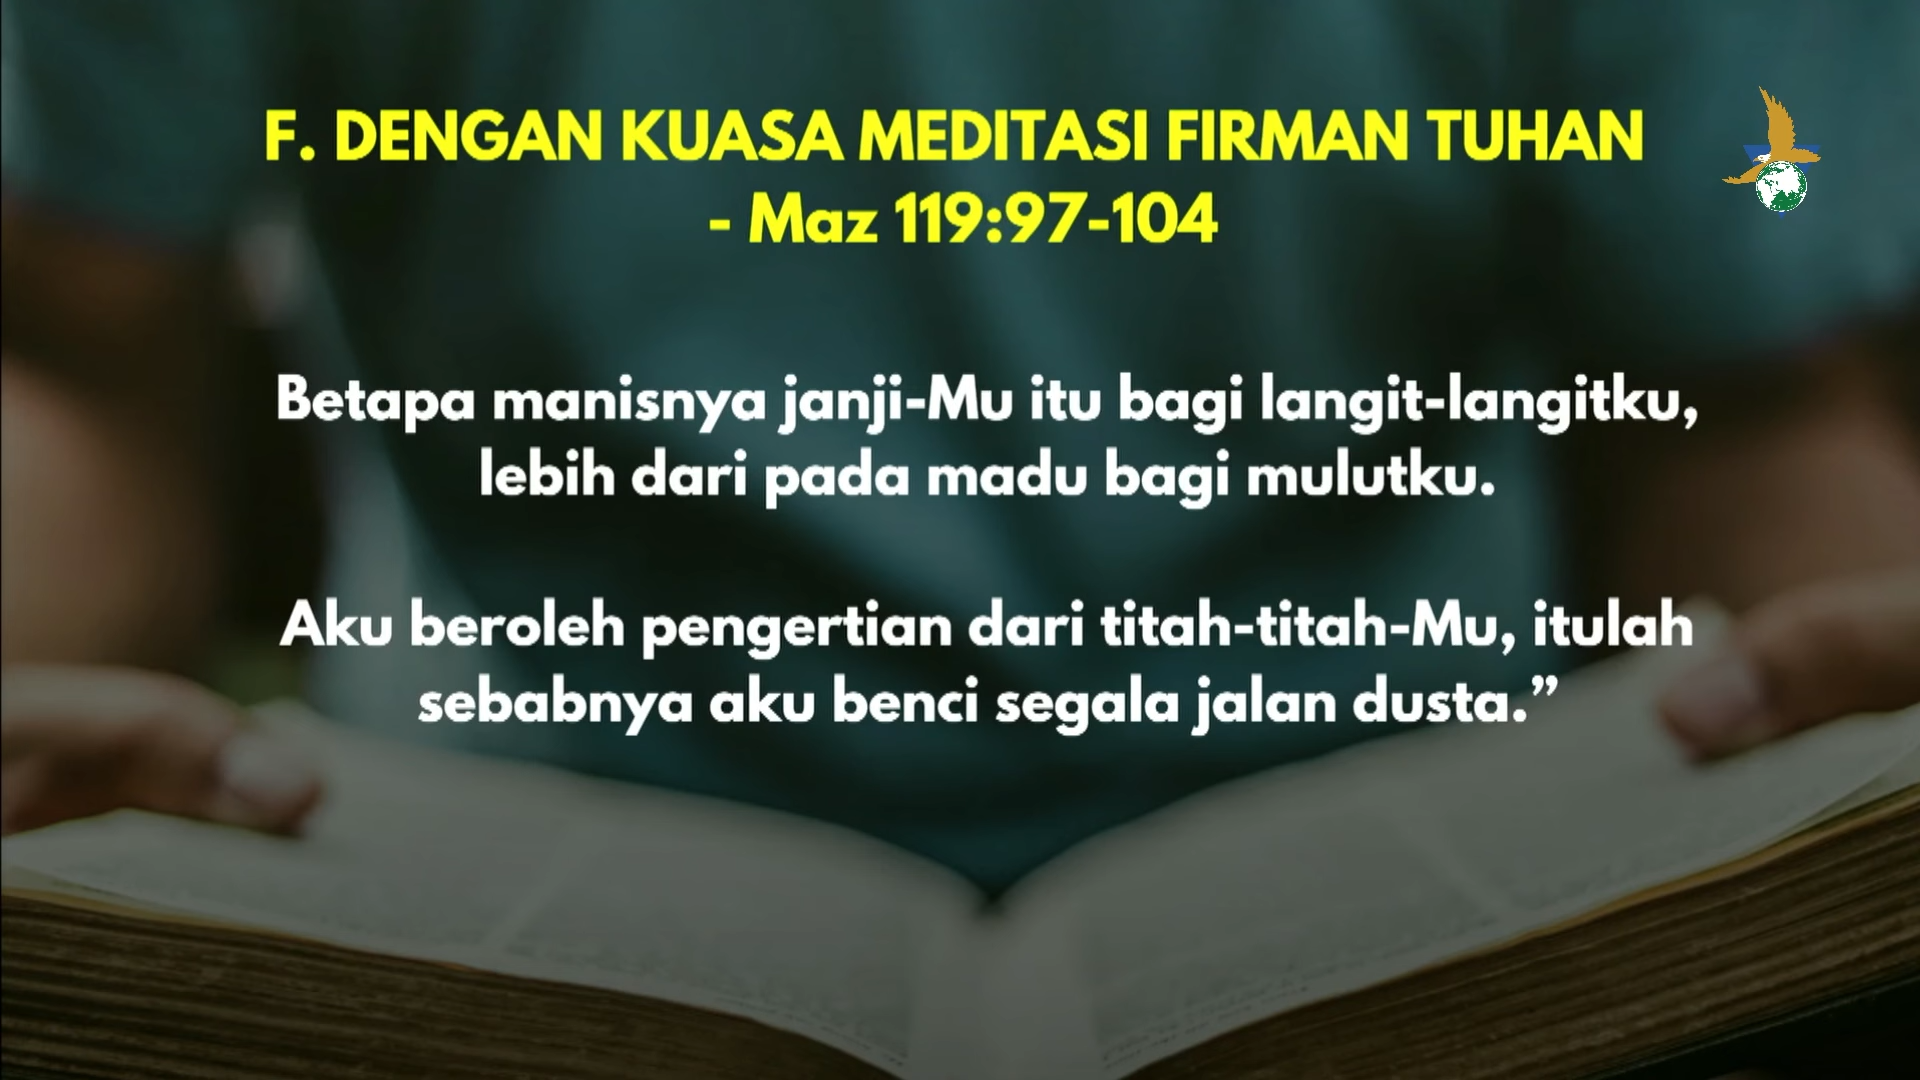 F. DENGAN KUASA MEDITASI FIRMAN TUHAN
- Maz 119:97-104
Betapa manisnya janji-Mu itu bagi langit-langitku,
lebih dari pada madu bagi mulutku.
Aku beroleh pengertian dari titah-titah-Mu, itulah
sebabnya aku benci segala jalan dusta.”